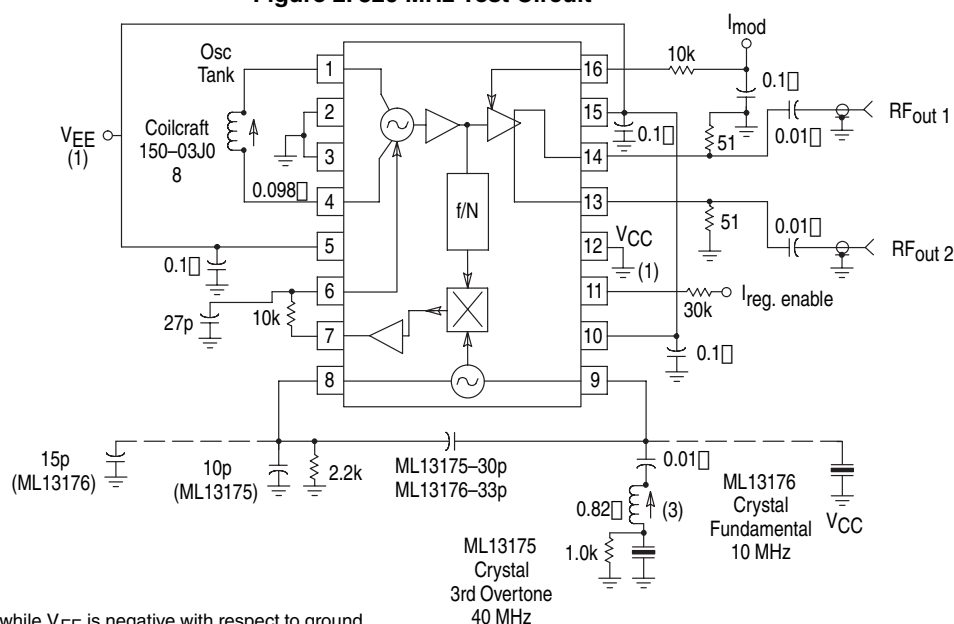 Figure 2. 320 MHz Test Circuit
Imod
Osc
Tank
1
16
10k
0.1□
2
15
RFout 1
VEE
(1)
Coilcraft
150–03J0
8
0.1□
51
0.01□
3
14
0.098□
4
13
f/N
51
0.01□
VCC
5
12
(1)
RFout 2
0.1□
6
11
Ireg. enable
30k
27p
10k
7
10
0.1□
8
9
15p
(ML13176)
10p
(ML13175)
2.2k
ML13175–30p
ML13176–33p
0.01□
0.82□
(3)
ML13176
Crystal
Fundamental
10 MHz
VCC
ML13175
Crystal
3rd Overtone
40 MHz
1.0k
while VEE is negative with respect to ground